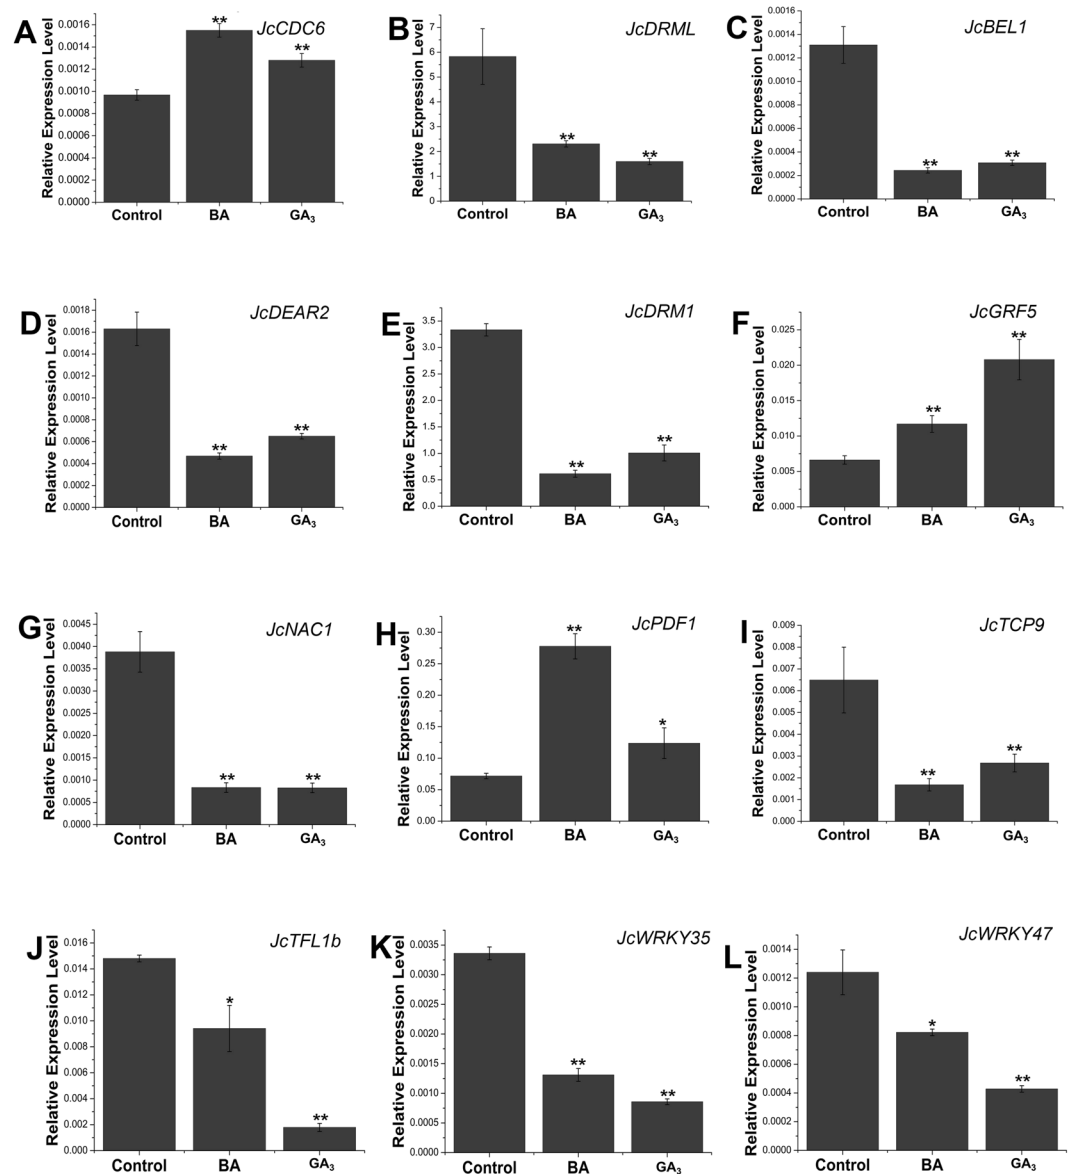 A
JcCDC6
Relative Expression Level
0.0016
0.0014
0.0012
0.0010
0.0008
0.0006
0.0004
0.0002
0.0000
**
**
Control BA GA₃
B
JcDRML
Relative Expression Level
7
6
5
4
3
2
1
0
**
**
Control BA GA₃
C
JcBEL1
Relative Expression Level
0.0016
0.0014
0.0012
0.0010
0.0008
0.0006
0.0004
0.0002
0.0000
**
**
Control BA GA₃
D
JcDEAR2
Relative Expression Level
0.0018
0.0016
0.0014
0.0012
0.0010
0.0008
0.0006
0.0004
0.0002
0.0000
**
**
Control BA GA₃
E
JcDRM1
Relative Expression Level
3.5
3.0
2.5
2.0
1.5
1.0
0.5
0.0
**
**
Control BA GA₃
F
JcGRF5
Relative Expression Level
0.025
0.020
0.015
0.010
0.005
0.000
**
**
Control BA GA₃
G
JcNAC1
Relative Expression Level
0.0045
0.0040
0.0035
0.0030
0.0025
0.0020
0.0015
0.0010
0.0005
0.0000
**
**
Control BA GA₃
H
JcPDF1
Relative Expression Level
0.30
0.25
0.20
0.15
0.10
0.05
0.00
**
*
Control BA GA₃
I
JcTCP9
Relative Expression Level
0.009
0.008
0.007
0.006
0.005
0.004
0.003
0.002
0.001
0.000
**
**
Control BA GA₃
J
JcTFL1b
Relative Expression Level
0.016
0.014
0.012
0.010
0.008
0.006
0.004
0.002
0.000
*
**
Control BA GA₃
K
JcWRKY35
Relative Expression Level
0.0035
0.0030
0.0025
0.0020
0.0015
0.0010
0.0005
0.0000
**
**
Control BA GA₃
L
JcWRKY47
Relative Expression Level
0.0014
0.0012
0.0010
0.0008
0.0006
0.0004
0.0002
0.0000
*
**
Control BA GA₃